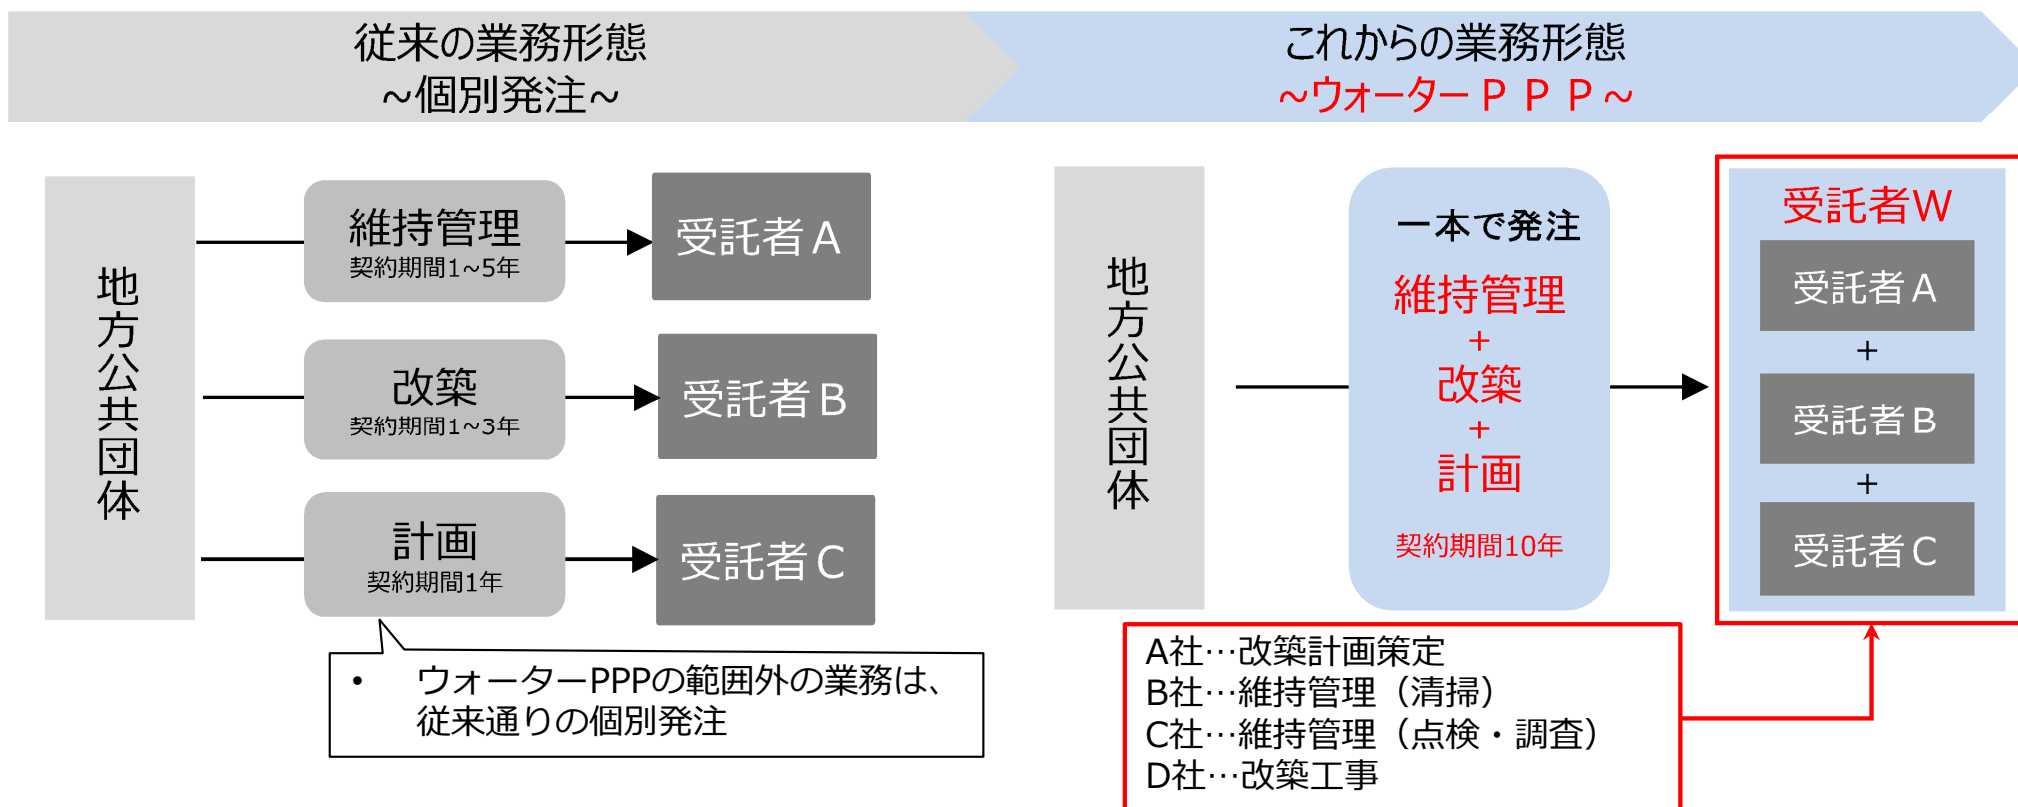 従来の業務形態
~個別発注~
これからの業務形態
~ウォーターＰＰＰ~
地方公共団体
維持管理
契約期間1~5年
受託者Ａ
改築
契約期間1~3年
受託者Ｂ
計画
契約期間1年
受託者Ｃ
• ウォーターPPPの範囲外の業務は、
従来通りの個別発注
地方公共団体
一本で発注
維持管理
+
改築
+
計画
契約期間10年
受託者W
受託者Ａ
+
受託者Ｂ
+
受託者Ｃ
A社…改築計画策定
B社…維持管理（清掃）
C社…維持管理（点検・調査）
D社…改築工事